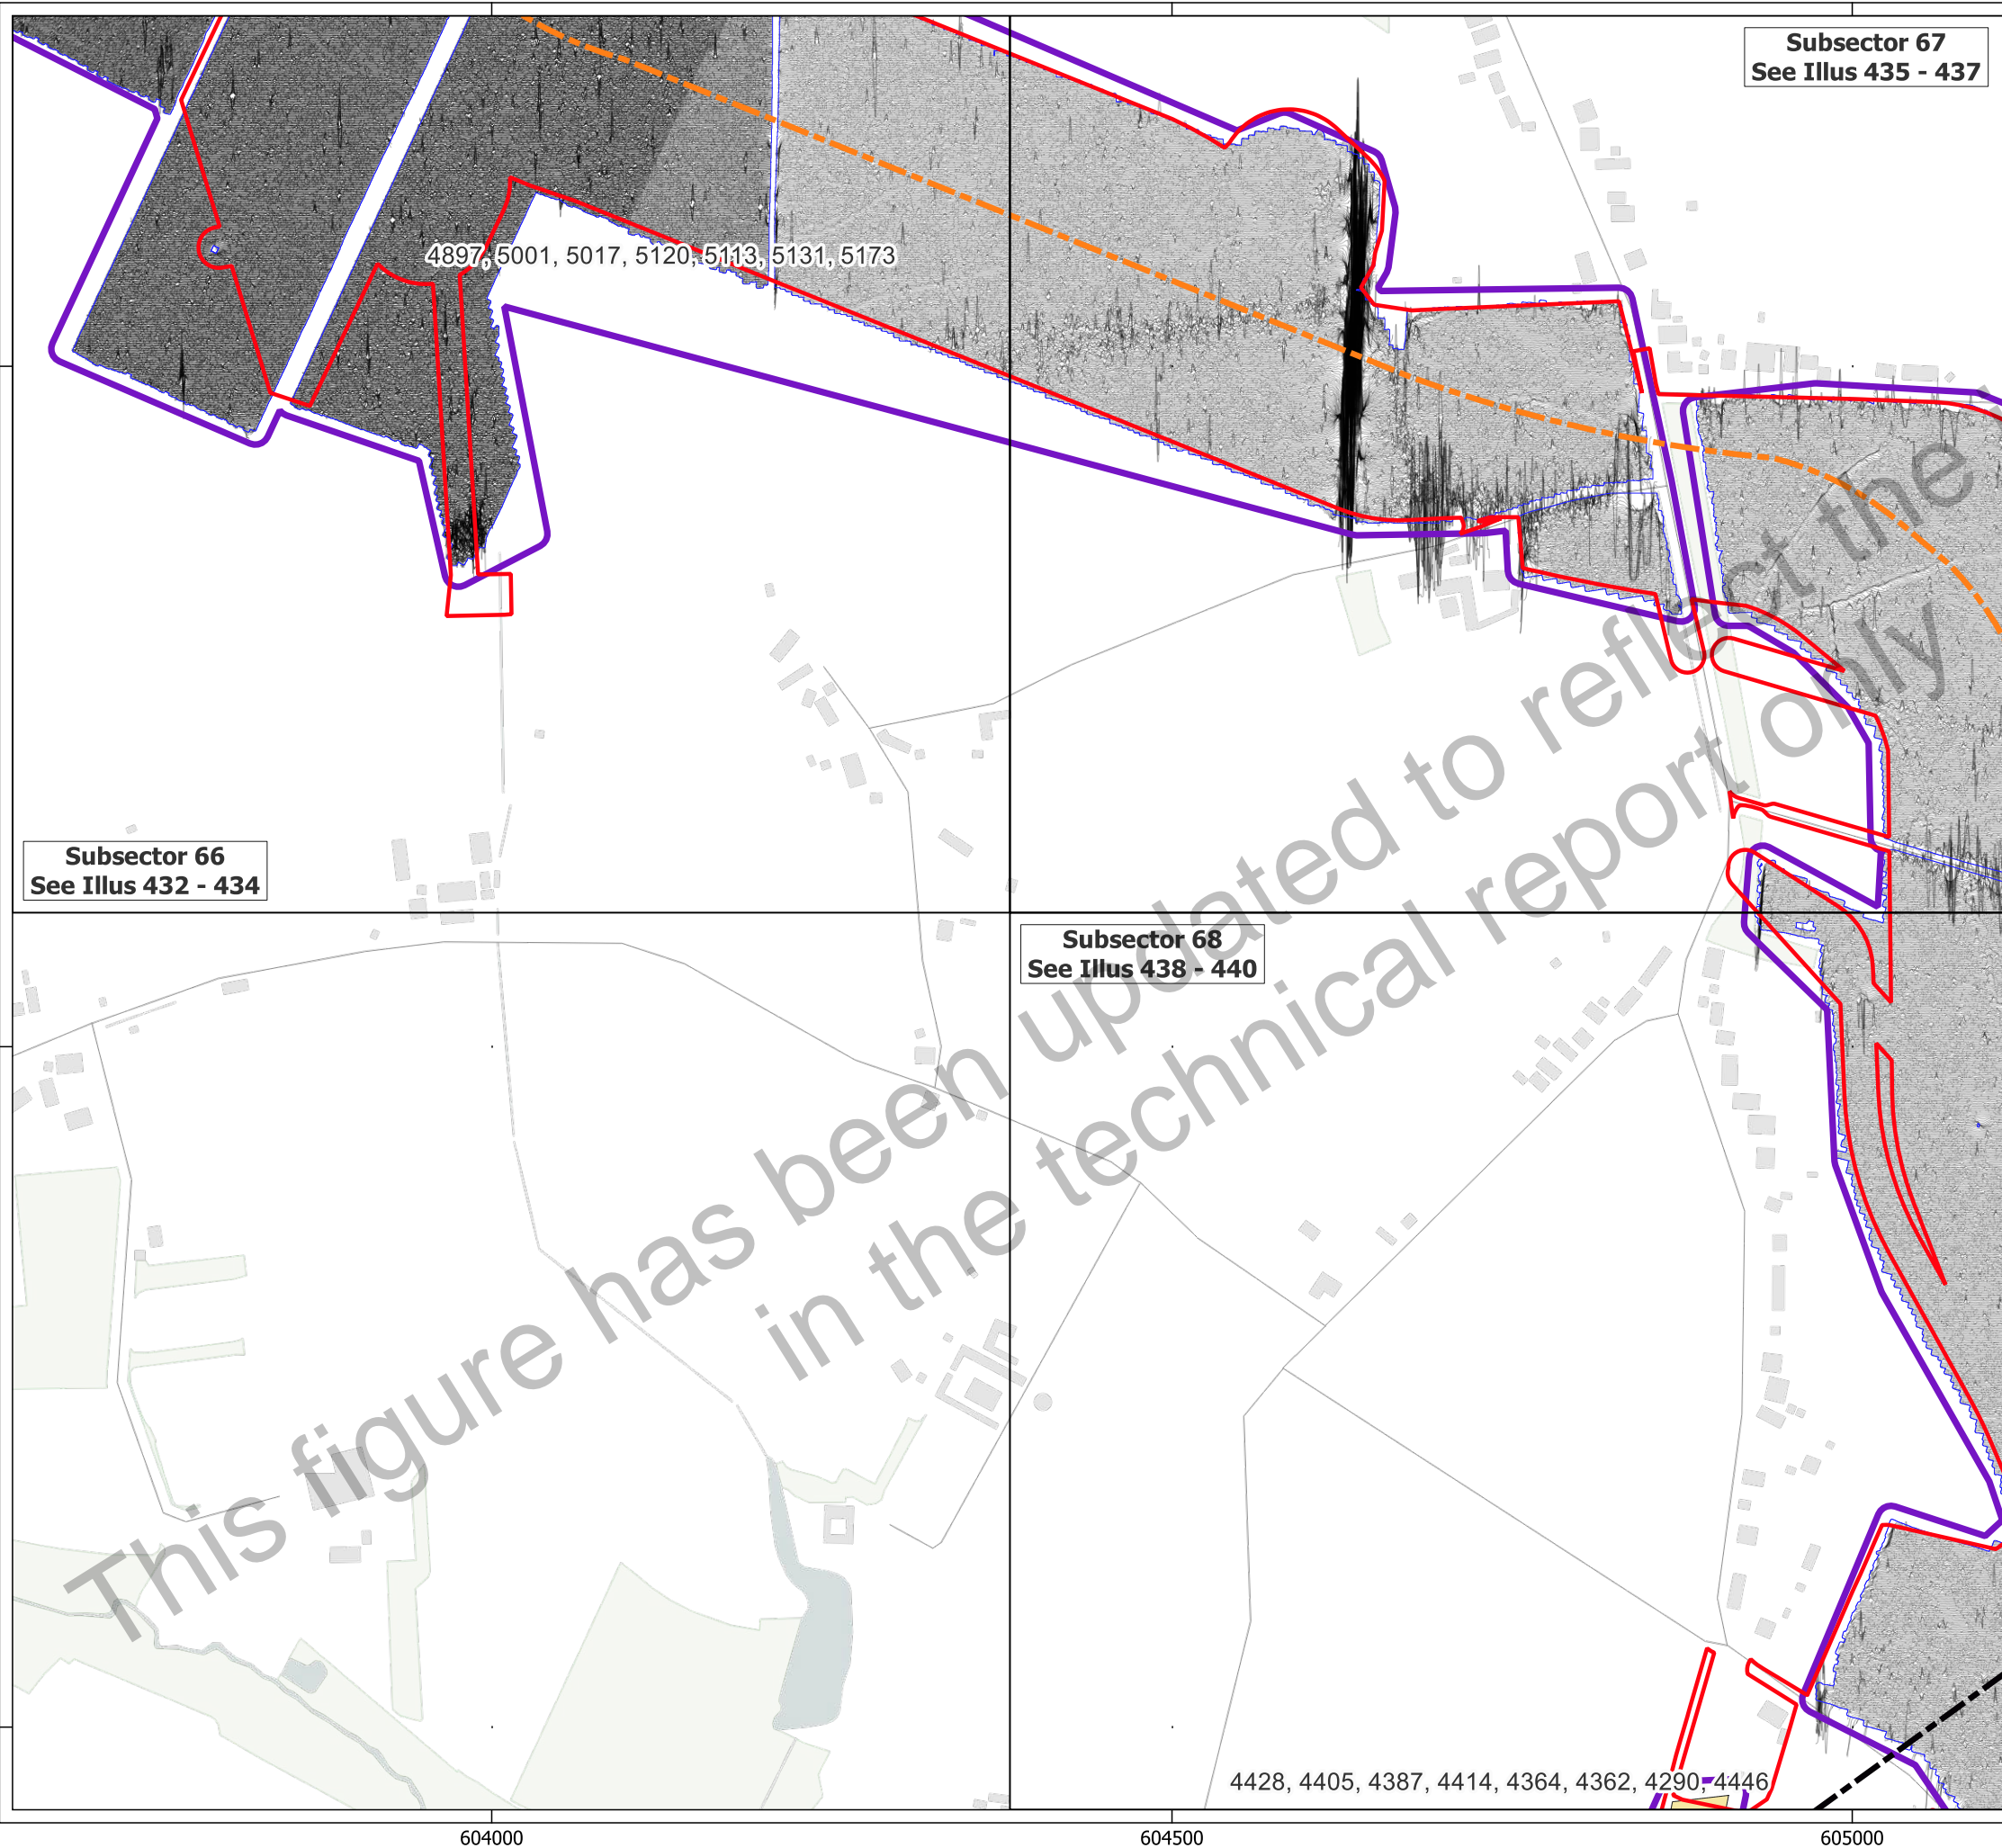 Subsector 67
See Illus 435 - 437
4897, 5001, 5017, 5120, 5113, 5131, 5173
Subsector 66
See Illus 432 - 434
Subsector 68
See Illus 438 - 440
This figure has been updated to reflect the
in the technical report only
4428, 4405, 4387, 4414, 4364, 4362, 4290, 4446
604000
604500
605000